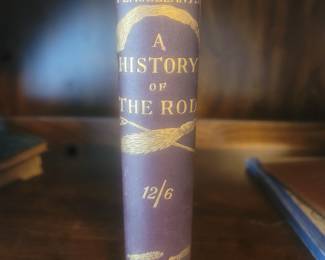 A
HISTORY
OF
THE ROD
12/6